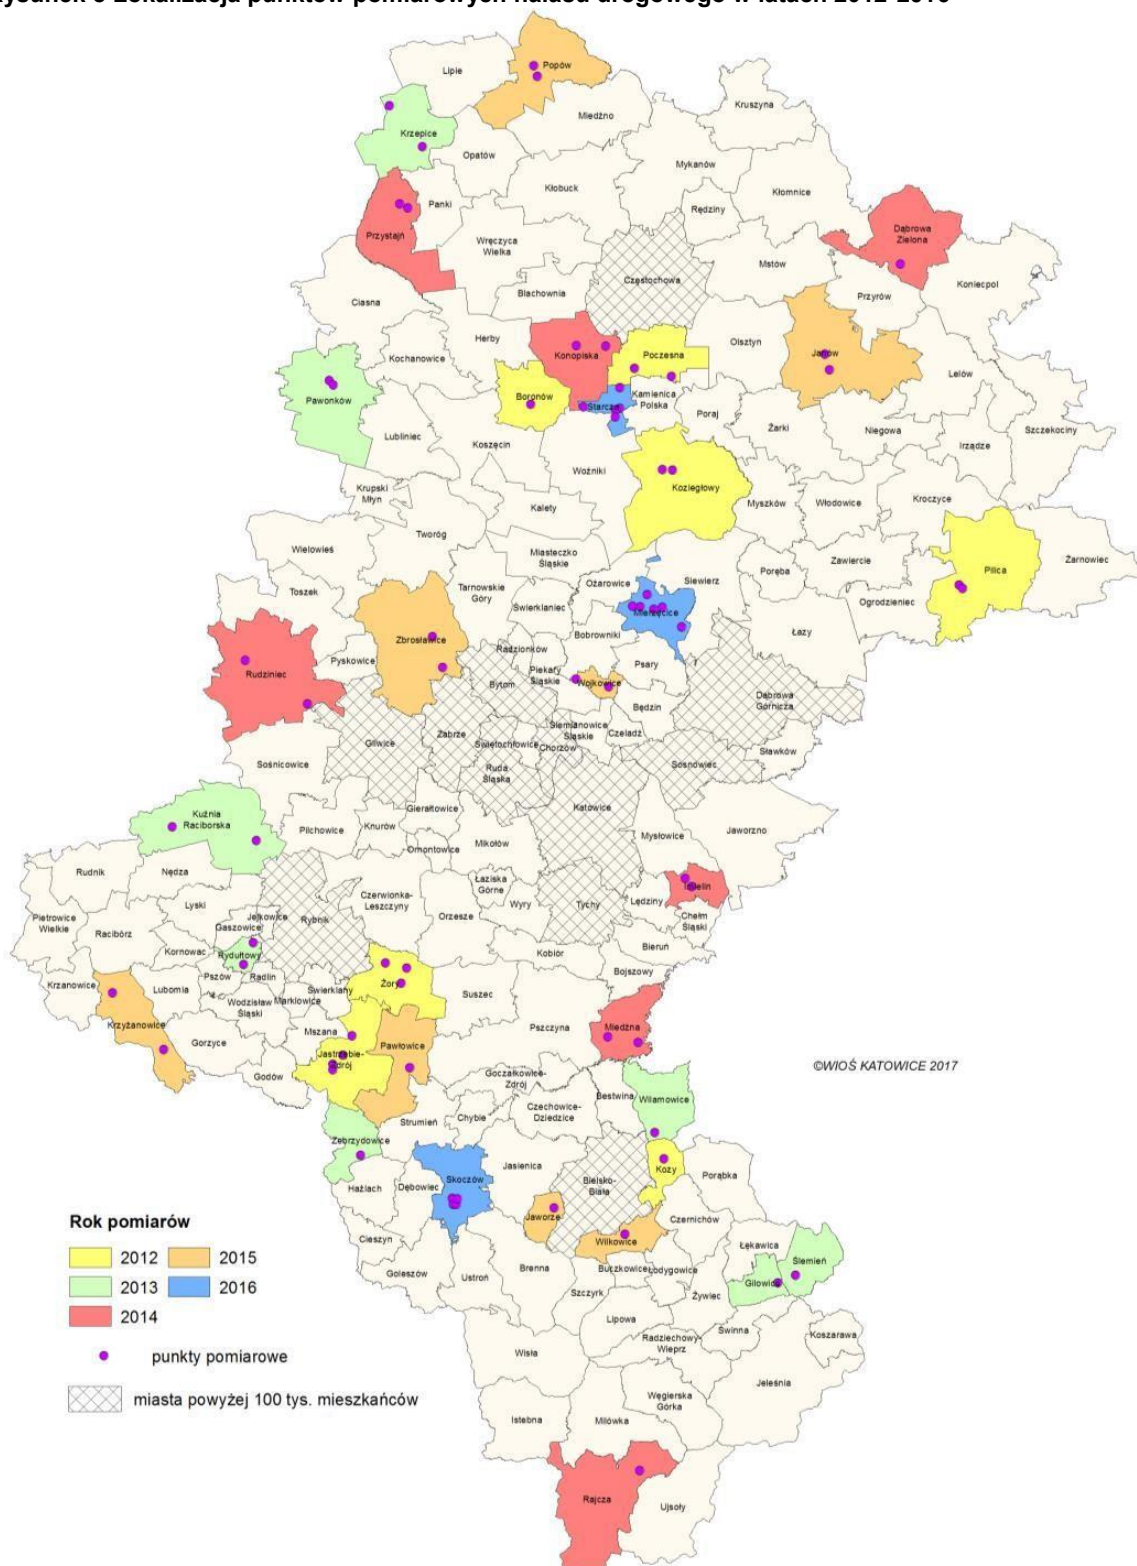 Rysunek 5 Lokalizacja punktów pomiarowych hałasu drogowego w latach 2012-2016
Lipie
Popów
Kruszyna
Miedźno
Krzepice
Opatów
Mykanów
Kłobuck
Kłomnice
Panki
Rędziny
Przystajń
Dąbrowa
Zielona
Wręczyca
Wielka
Mstów
Częstochowa
Koniecpol
Blachownia
Przyrów
Ciasna
Herby
Olsztyn
Kochanowice
Konopiska
Poczesna
Janów
Lelów
Pawonków
Boronów
Kamienica
Polska
Starcza
Poraj
Żarki
Niegowa
Szczekociny
Lubliniec
Koszęcin
Irządze
Woźniki
Krupski
Młyn
Koziegłowy
Myszków
Włodowice
Kroczyce
Kalety
Tworóg
Wielowieś
Miasteczko
Śląskie
Zawiercie
Żarnowiec
Poręba
Pilica
Toszek
Tarnowskie
Góry
Ożarowice
Siewierz
Ogrodzieniec
Świerklaniec
Mierzęcice
Łazy
Zbrosławice
Bobrowniki
Radzionków
Pyskowice
Psary
Rudziniec
Piekary
Śląskie
Bytom
Wojkowice
Dąbrowa
Górnicza
Będzin
Siemianowice
Śląskie
Zabrze
Czeladź
Gliwice
Świętochłowice
Chorzów
Sławków
Sośnicowice
Ruda
Śląska
Sosnowiec
Katowice
Kuźnia
Raciborska
Gierałtowice
Pilchowice
Knurów
Mysłowice
Jaworzno
Mikołów
Ornontowice
Rudnik
Nędza
Łaziska
Górne
Imielin
Czerwionka-
Leszczyny
Lędziny
Lyski
Wyry
Tychy
Pietrowice
Wielkie
Jejkowice
Rybnik
Orzesze
Chełm
Śląski
Gaszowice
Racibórz
Bieruń
Kornowac
Rydułtowy
Kobiór
Bojszowy
Pszów
Radlin
Krzanowice
Lubomia
Świerklany
Żory
Suszec
Marklowice
Wodzisław
Śląski
Krzyżanowice
Mszana
Pszczyna
Miedźna
Gorzyce
Pawłowice
Jastrzębie-
Zdrój
Godów
Goczałkowice-
Zdrój
©WIOŚ KATOWICE 2017
Bestwina
Wilamowice
Czechowice-
Dziedzice
Strumień
Chybie
Zebrzydowice
Jasienica
Kozy
Porąbka
Hażlach
Dębowiec
Skoczów
Bielsko-
Biała
Jaworze
Czernichów
Rok pomiarów
Cieszyn
Wilkowice
Łękawica
Ślemień
2012 2015
Brenna
Buczkowice
Łodygowice
Goleszów
Ustroń
Gilowice
2013 2016
Szczyrk
Żywiec
2014
Lipowa
Świnna
Koszarawa
Radziechowy-
Wieprz
punkty pomiarowe
Wisła
Jeleśnia
miasta powyżej 100 tys. mieszkańców
Węgierska
Górka
Istebna
Milówka
Rajcza
Ujsoły